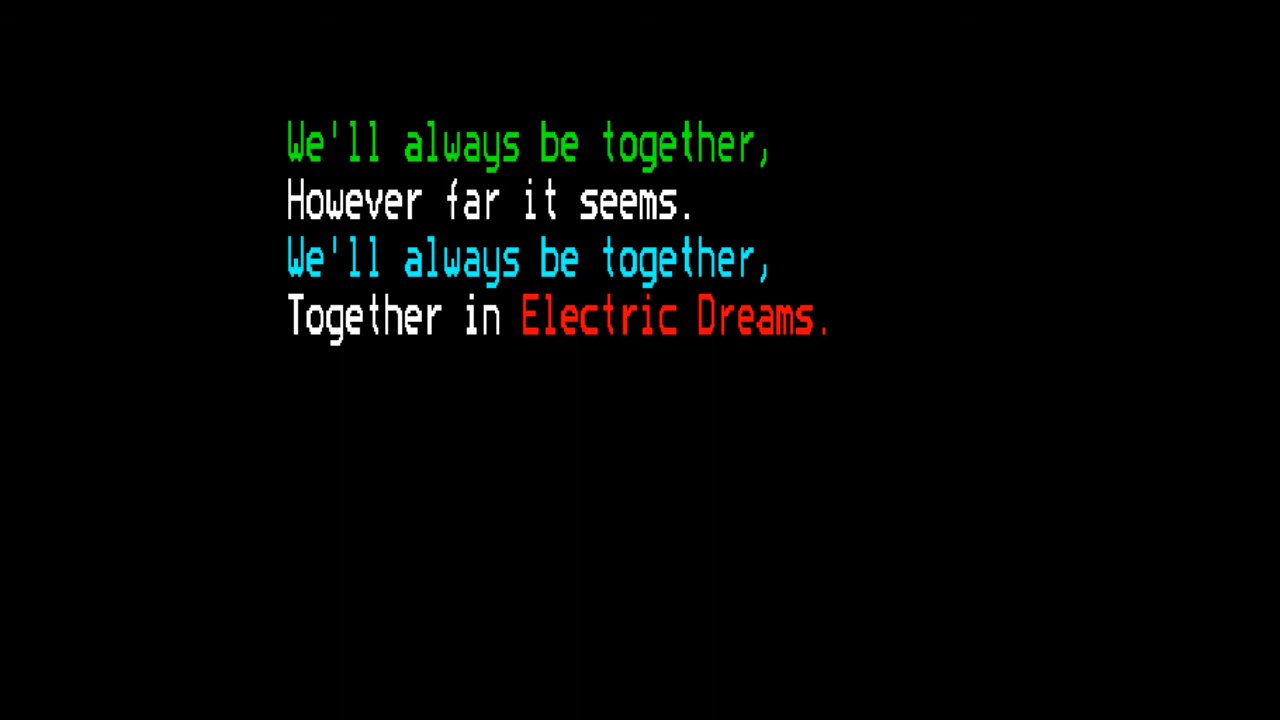 We'll always be together,
However far it seems.
We'll always be together,
Together in Electric Dreams.